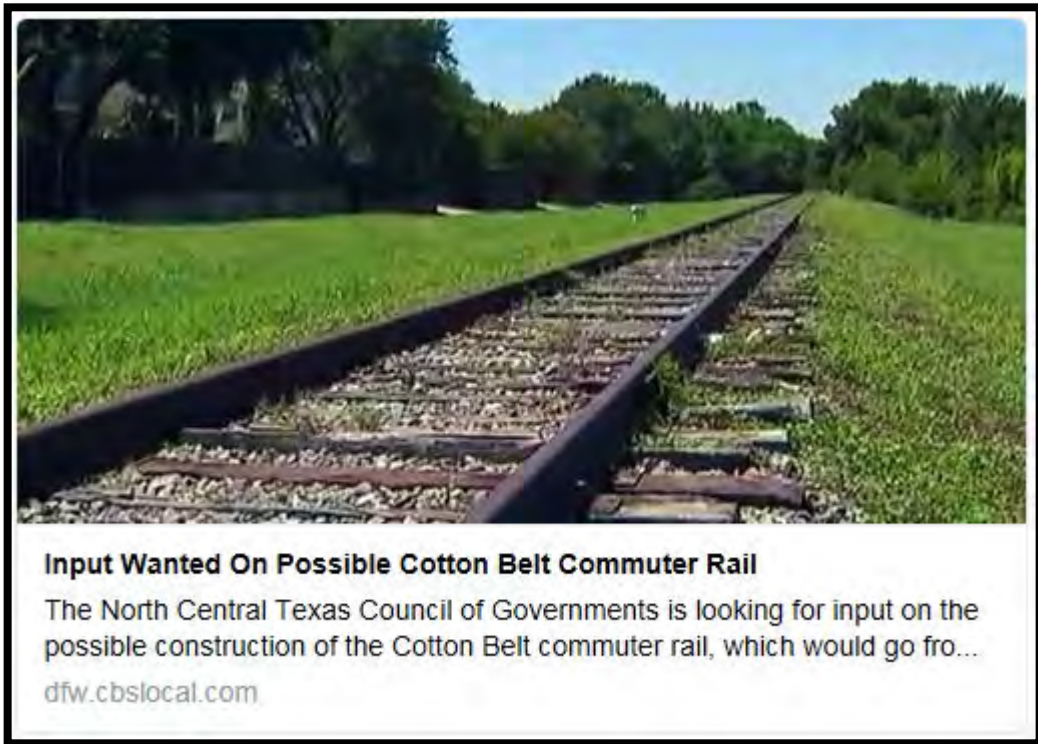 Input Wanted On Possible Cotton Belt Commuter Rail
The North Central Texas Council of Governments is looking for input on the
possible construction of the Cotton Belt commuter rail, which would go fro...
dfw.cbslocal.com